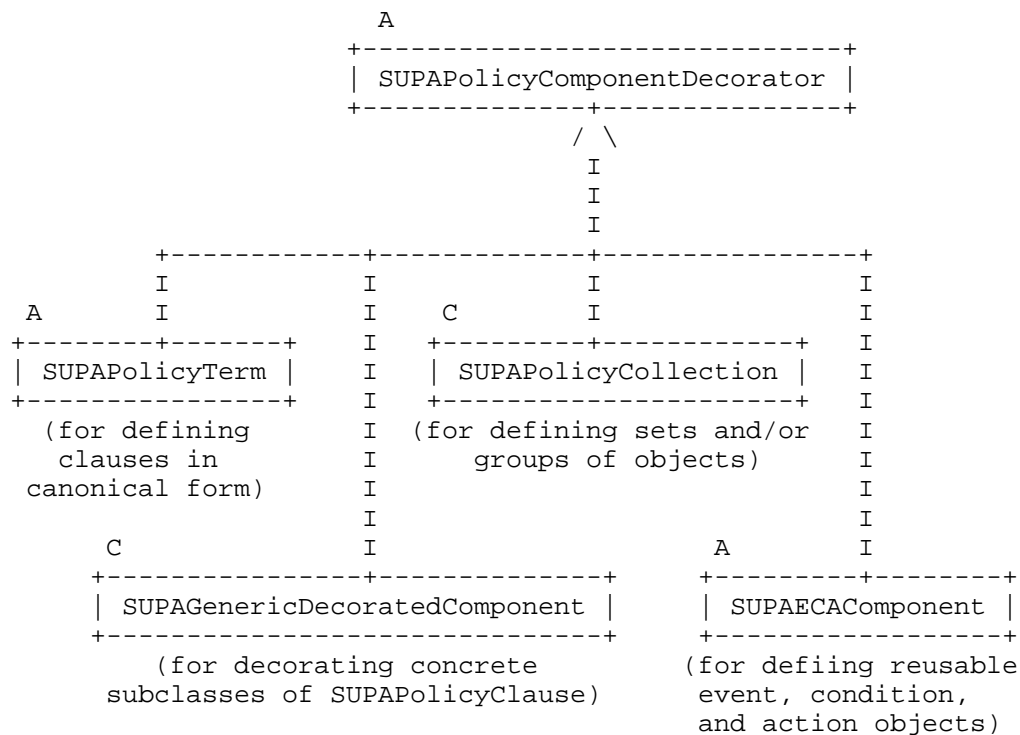 A
SUPAPolicyComponentDecorator
A C
SUPAPolicyTerm SUPAPolicyCollection
(for defining (for defining sets and/or
clauses in groups of objects)
canonical form)
C A
SUPAGenericDecoratedComponent SUPAECAComponent
(for decorating concrete (for defiing reusable
subclasses of SUPAPolicyClause) event, condition,
and action objects)